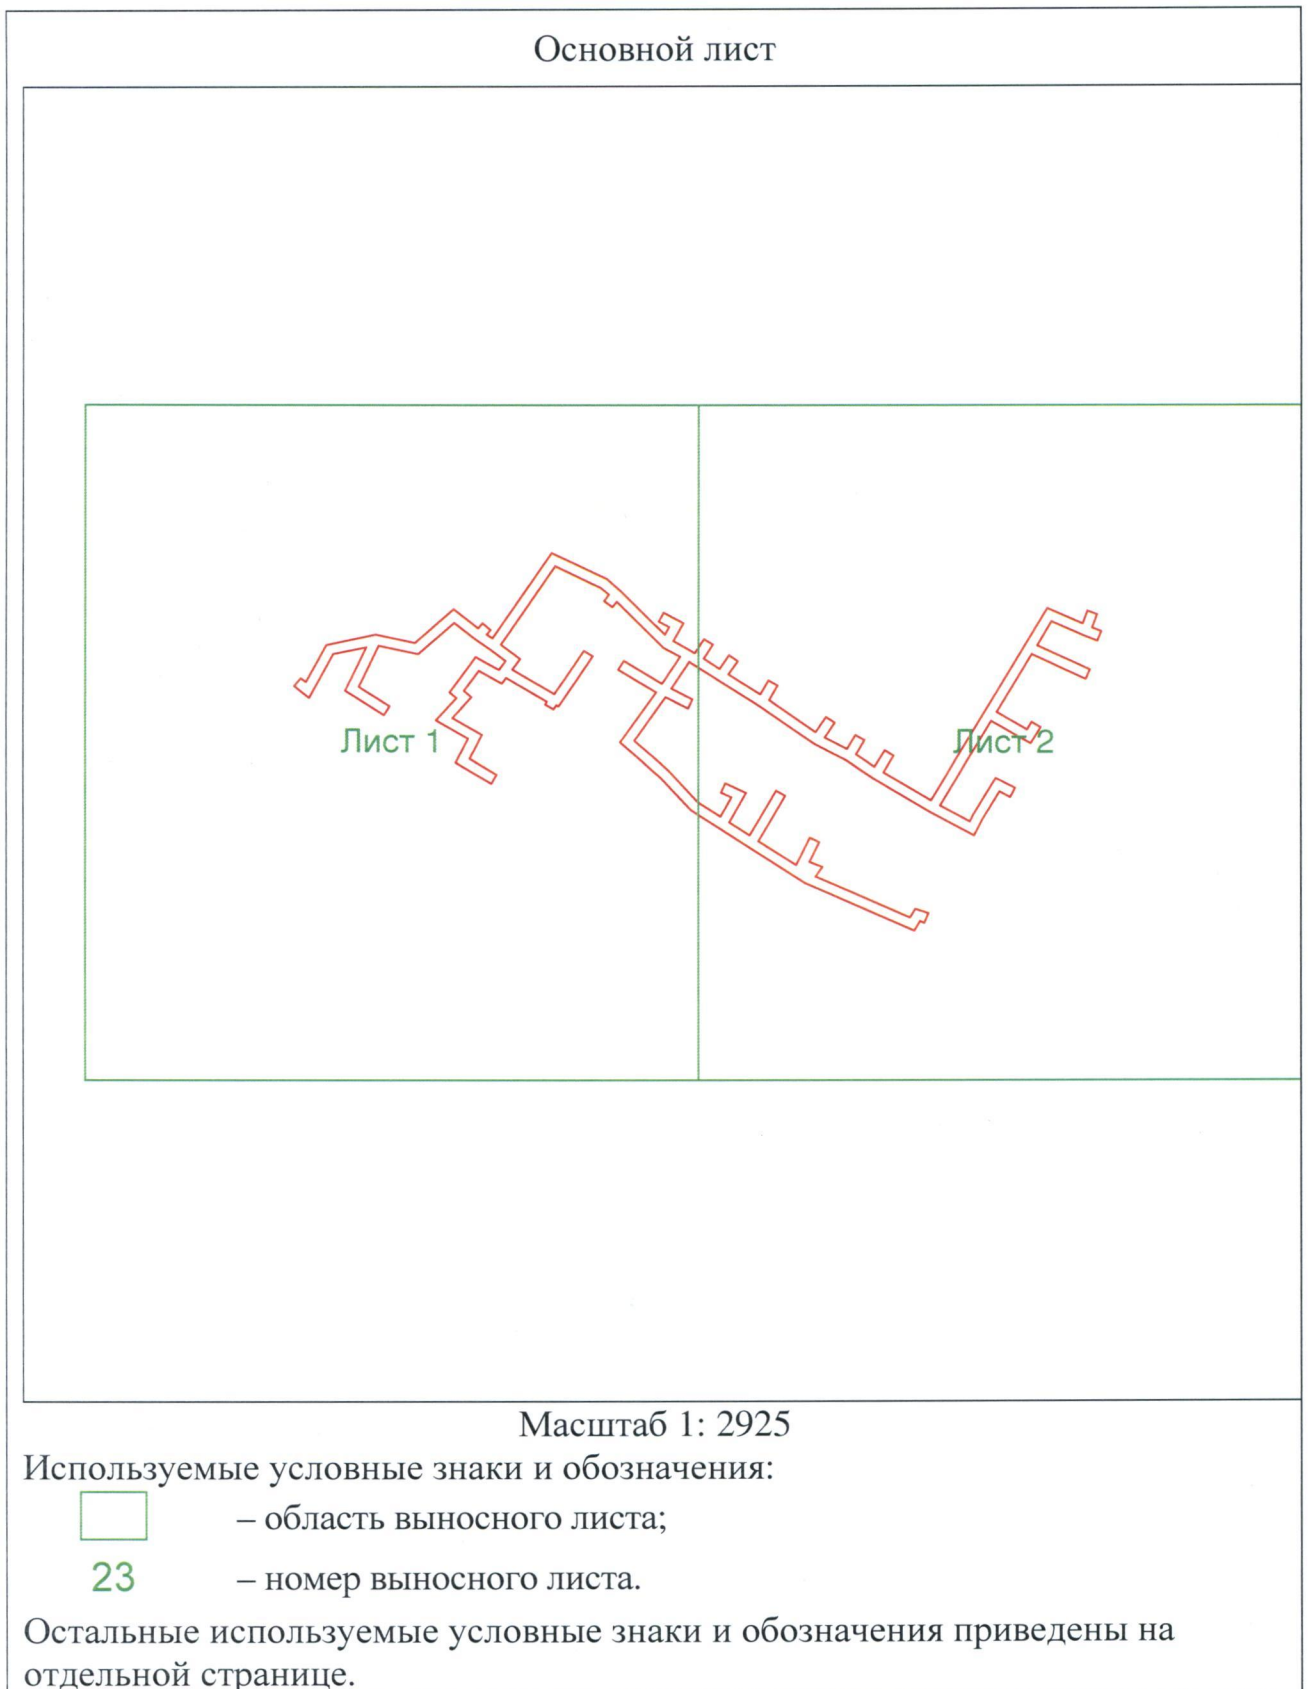 Основной лист
Лист 1
Лист 2
Масштаб 1: 2925
Используемые условные знаки и обозначения:
– область выносного листа;
23 – номер выносного листа.
Остальные используемые условные знаки и обозначения приведены на
отдельной странице.